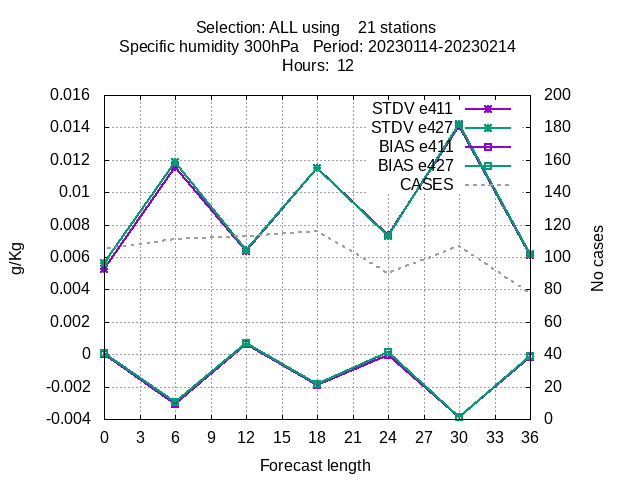 Selection: ALL using 21 stations
Specific humidity 300hPa Period: 20230114-20230214
Hours: 12
STDV e411
STDV e427
BIAS e411
BIAS e427
CASES
0.016
0.014
0.012
0.01
0.008
0.006
0.004
0.002
0
-0.002
-0.004
g/Kg
200
180
160
140
120
100
80
60
40
20
0
No cases
0 3 6 9 12 15 18 21 24 27 30 33 36
Forecast length